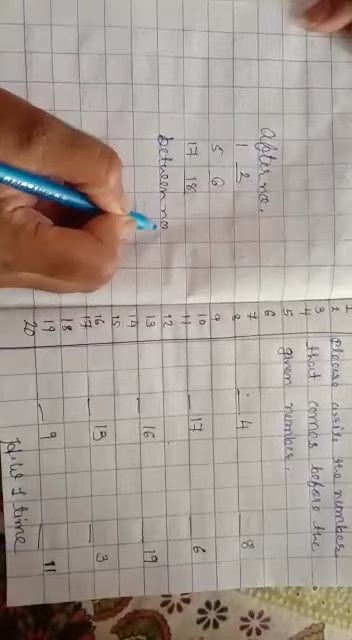 After no.
1 2
5 6
17 18
between no
1
2
3
4
5
6
7
8
9
10
11
12
13
14
15
16
17
18
19
20
Please write the number
that comes before the
given number.
_ 4 _ 8
_ 17 _ 6
_ 16 _ 19
_ 13 _ 3
_ 9 _ 11
H.W 1 time